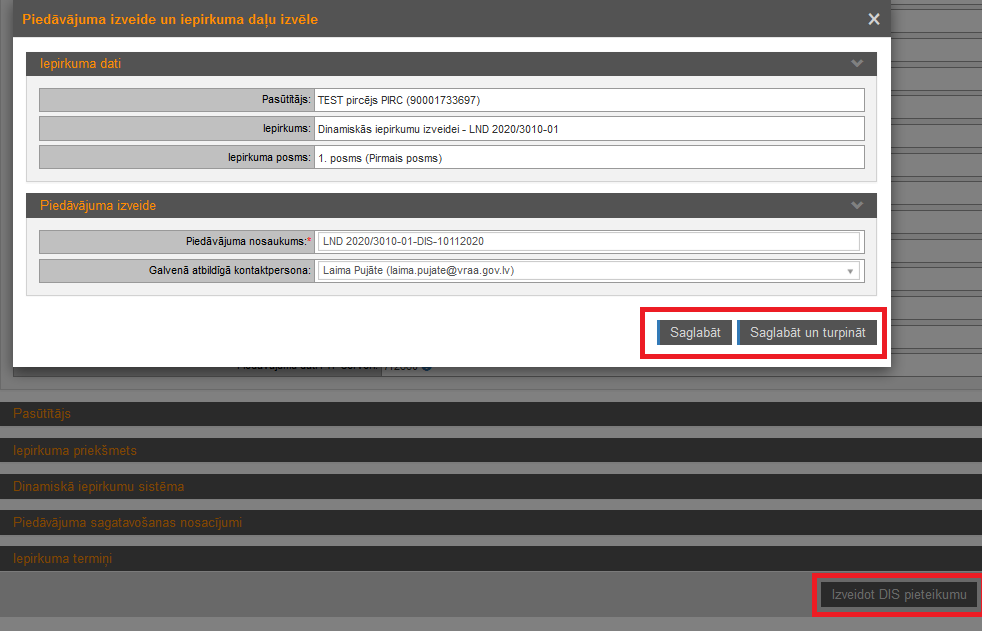 Piedāvājuma izveide un iepirkuma daļu izvēle
Iepirkuma dati
Pasūtītājs: TEST pircējs PIRC (90001733697)
Iepirkums: Dinamiskās iepirkumu izveidei - LND 2020/3010-01
Iepirkuma posms: 1. posms (Pirmais posms)
Piedāvājuma izveide
Piedāvājuma nosaukums:* LND 2020/3010-01-DIS-10112020
Galvenā atbildīgā kontaktpersona: Laima Pujāte (laima.pujate@vraa.gov.lv)
Saglabāt Saglabāt un turpināt
Pasūtītājs
Iepirkuma priekšmets
Dinamiskā iepirkumu sistēma
Piedāvājuma sagatavošanas nosacījumi
Iepirkuma termiņi
Izveidot DIS pieteikumu